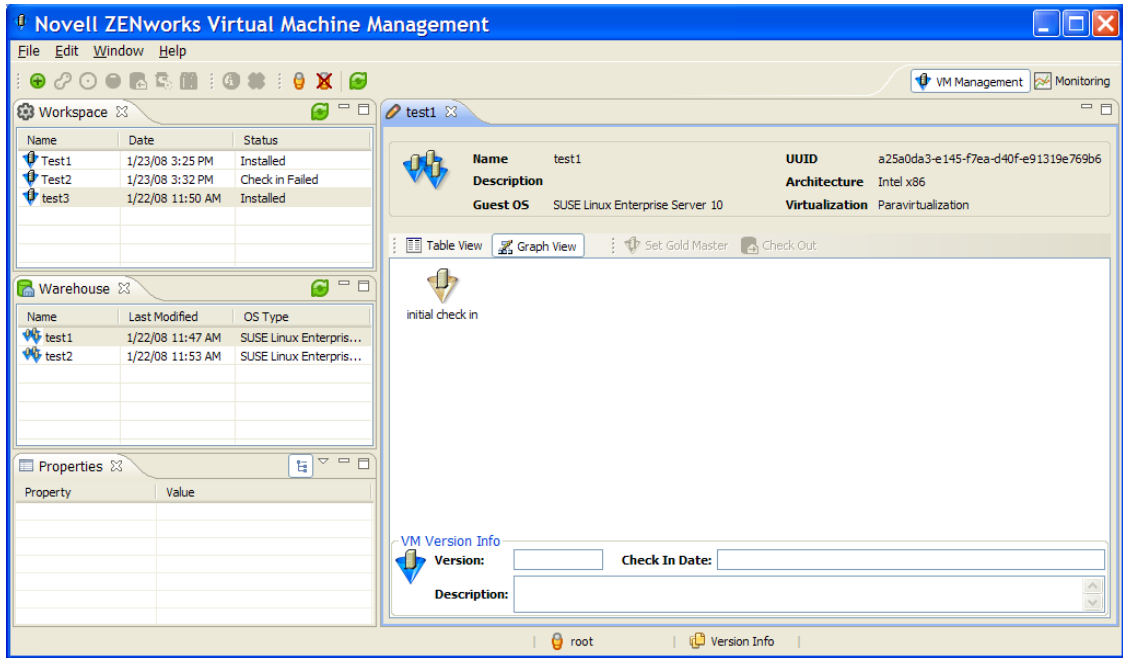 Novell ZENworks Virtual Machine Management
File Edit Window Help
VM Management Monitoring
Workspace
Name Date Status
Test1 1/23/08 3:25 PM Installed
Test2 1/23/08 3:32 PM Check in Failed
test3 1/22/08 11:50 AM Installed
Warehouse
Name Last Modified OS Type
test1 1/22/08 11:47 AM SUSE Linux Enterpris...
test2 1/22/08 11:53 AM SUSE Linux Enterpris...
Properties
Property Value
test1
Name test1 UUID a25a0da3-e145-f7ea-d40f-e91319e769b6
Description Architecture Intel x86
Guest OS SUSE Linux Enterprise Server 10 Virtualization Paravirtualization
Table View Graph View Set Gold Master Check Out
initial check in
VM Version Info
Version: Check In Date:
Description:
root Version Info